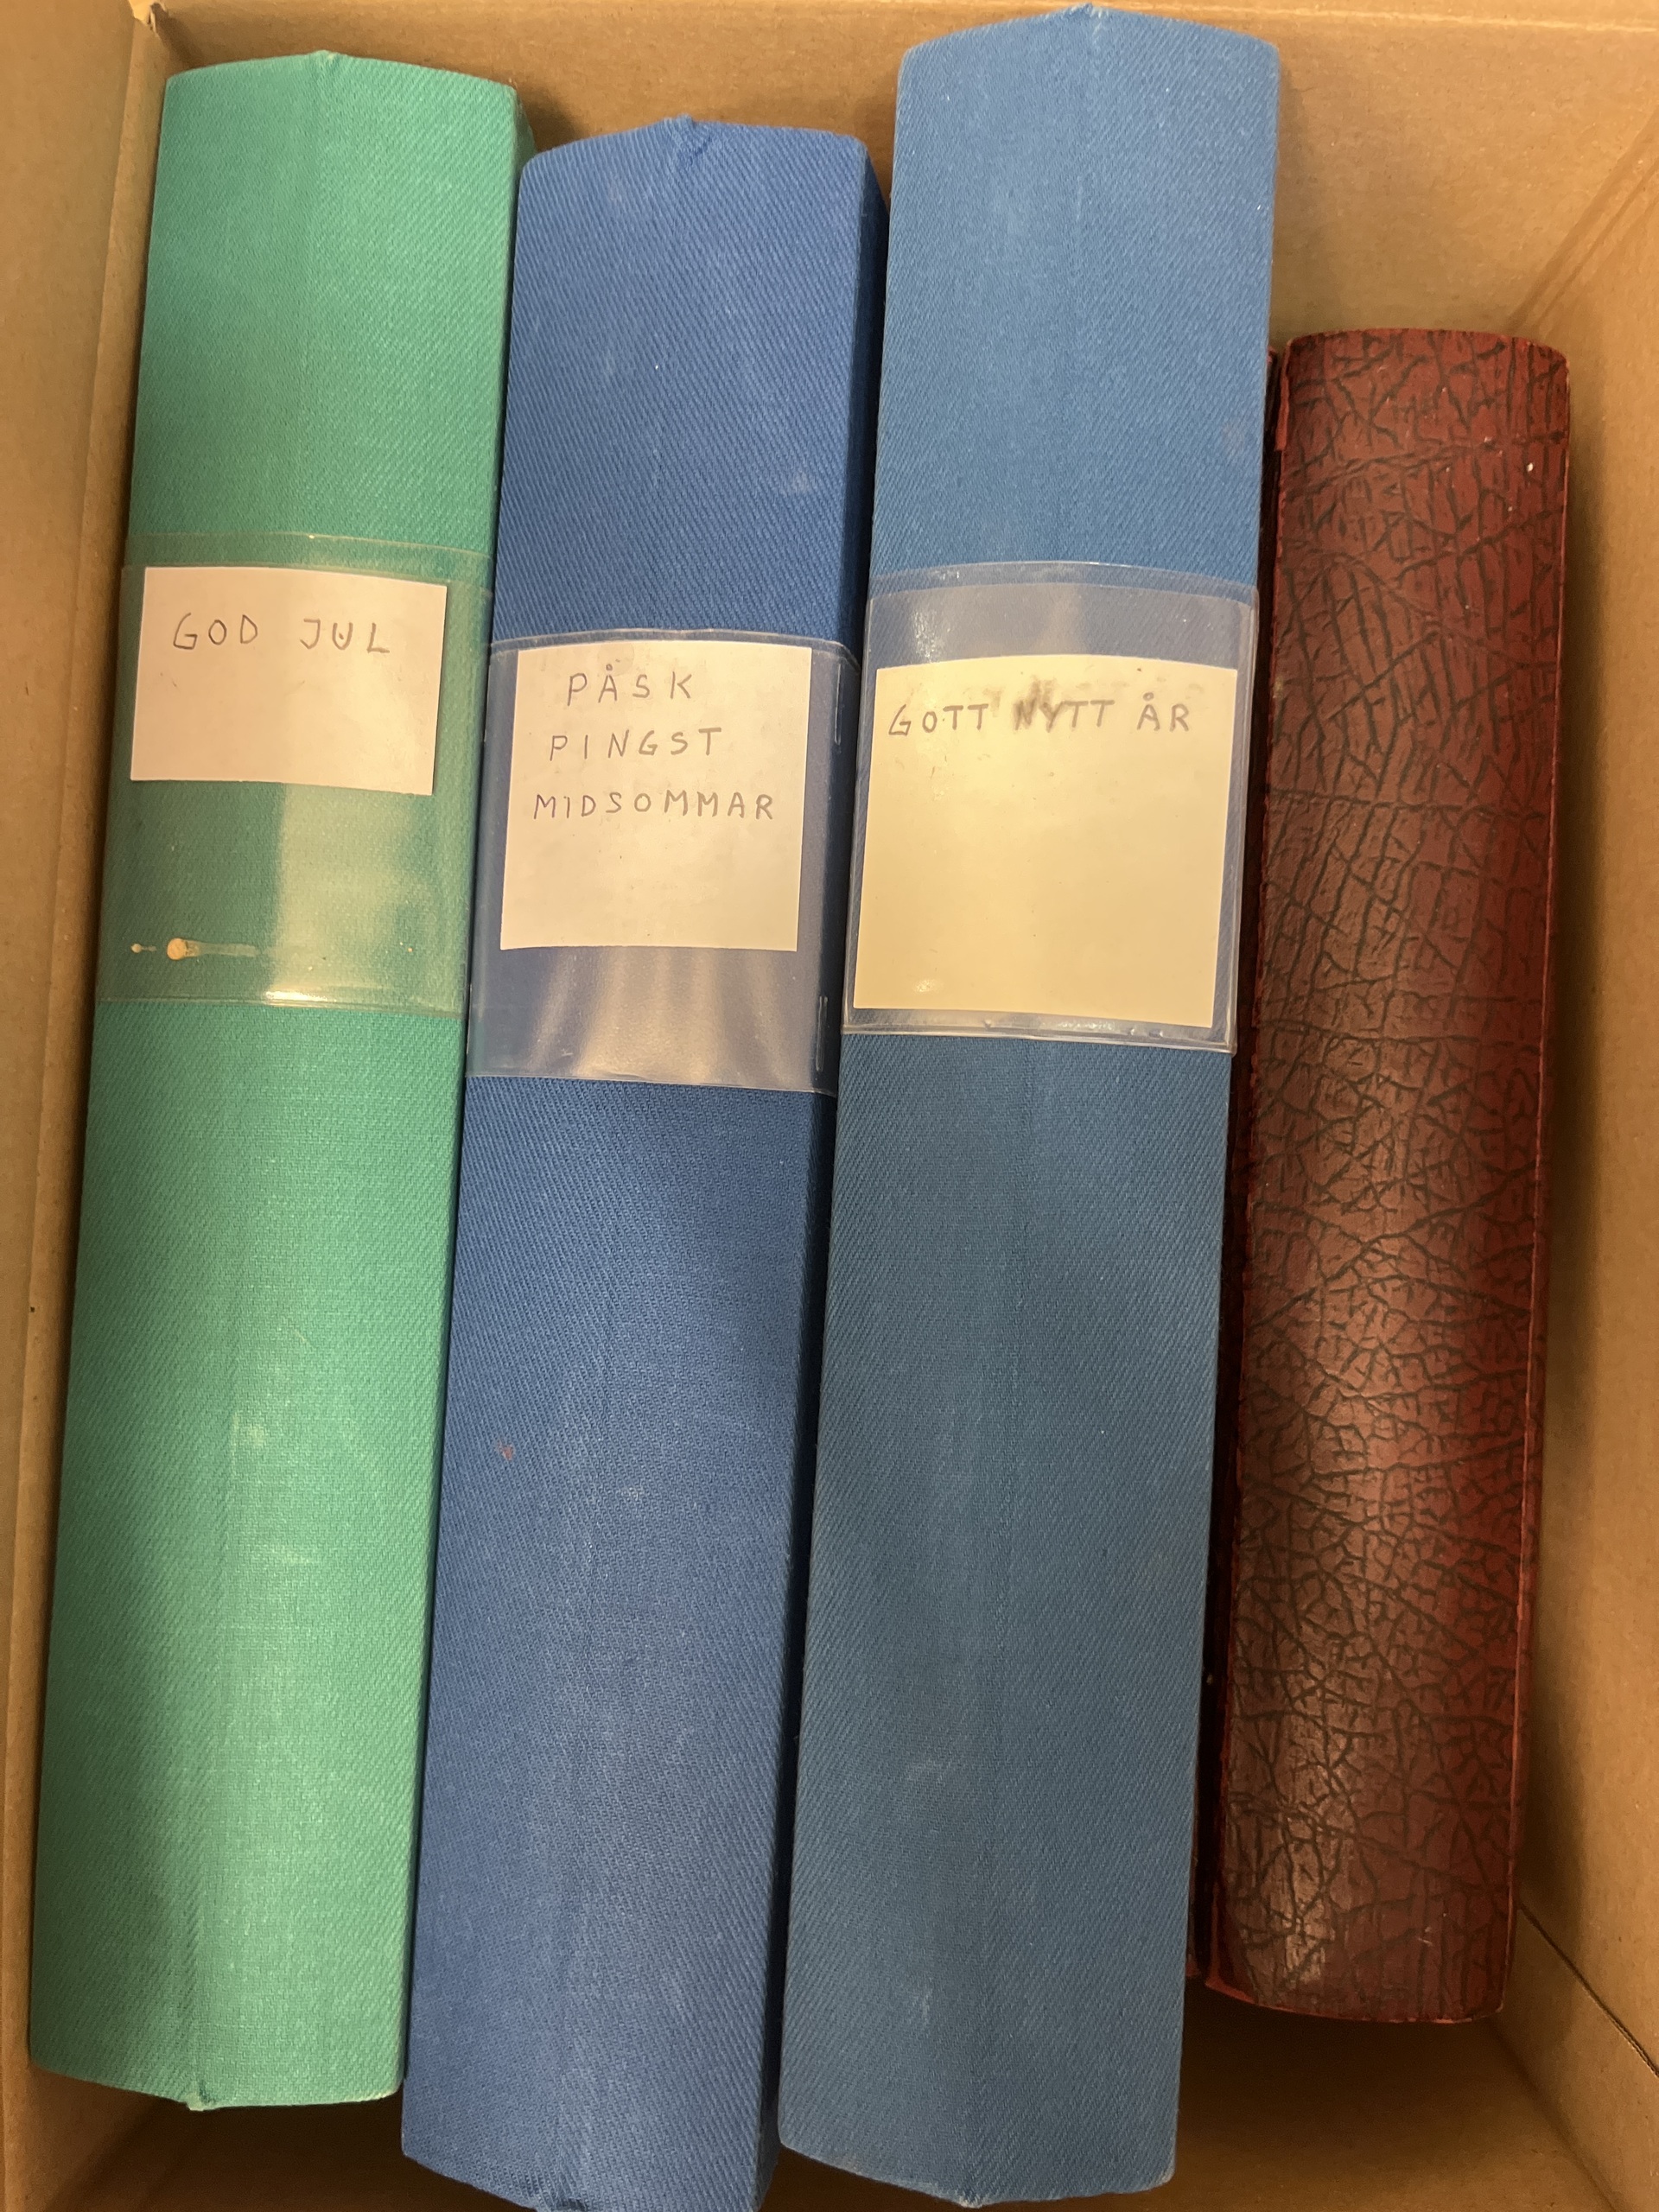 GOD JUL
PÅSK
PINGST
MIDSOMMAR
GOTT NYTT ÅR